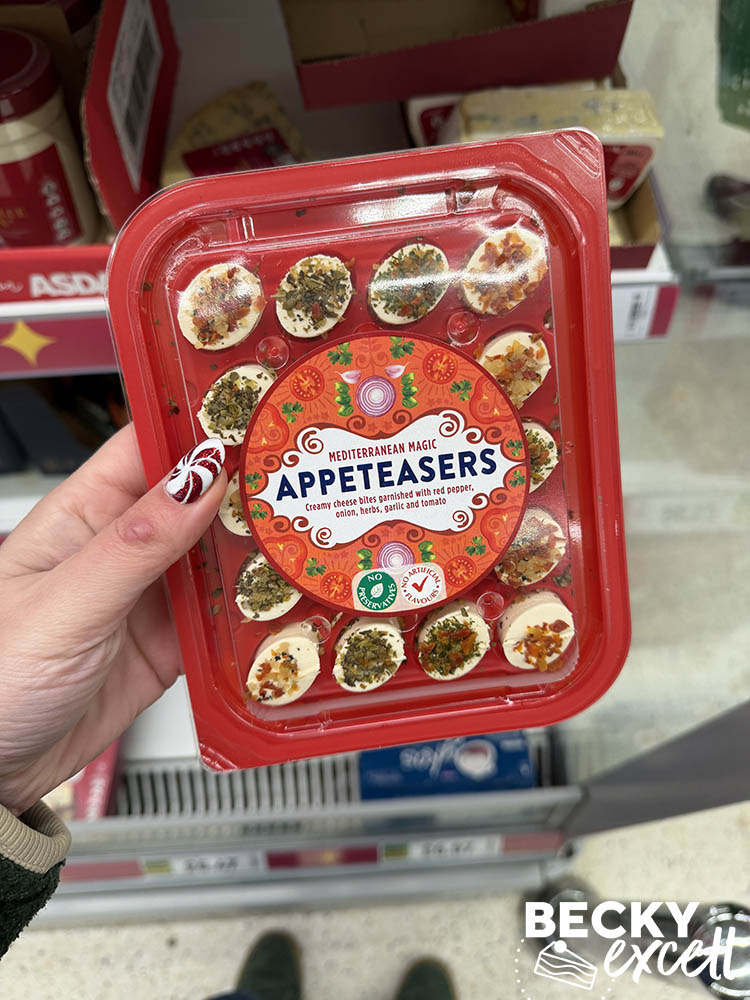 ASDA
MEDITERRANEAN MAGIC
APPETEASERS
Creamy cheese bites garnished with red pepper,
onion, herbs, garlic and tomato
NO
PRESERVATIVES
NO ARTIFICIAL
FLAVOURS
BECKY
excell